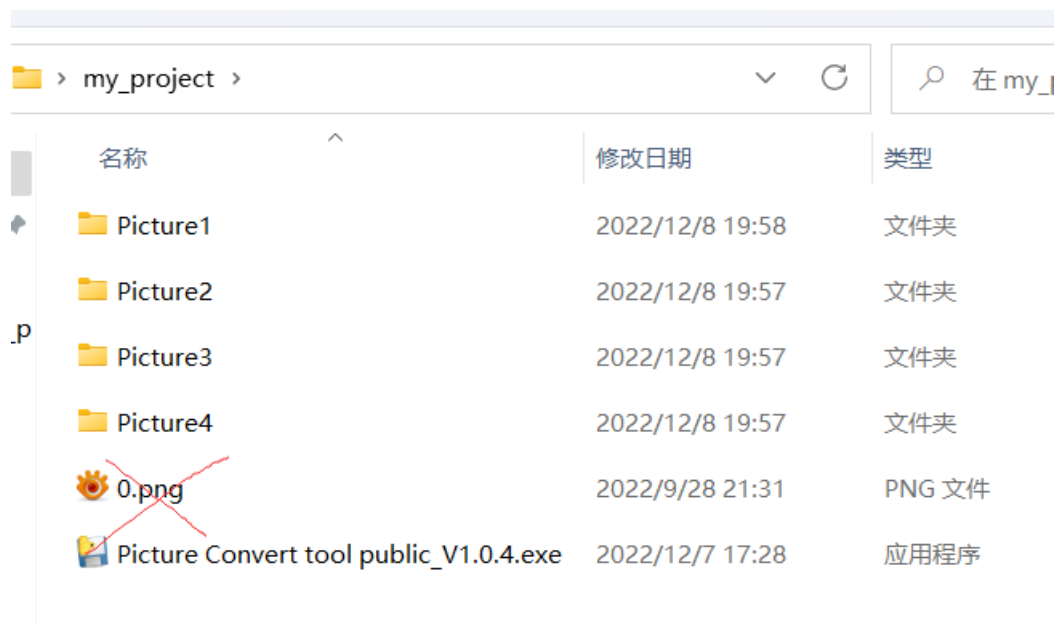 my_project
在 my_
名称 修改日期 类型
Picture1 2022/12/8 19:58 文件夹
Picture2 2022/12/8 19:57 文件夹
_p
Picture3 2022/12/8 19:57 文件夹
Picture4 2022/12/8 19:57 文件夹
0.png 2022/9/28 21:31 PNG 文件
Picture Convert tool public_V1.0.4.exe 2022/12/7 17:28 应用程序